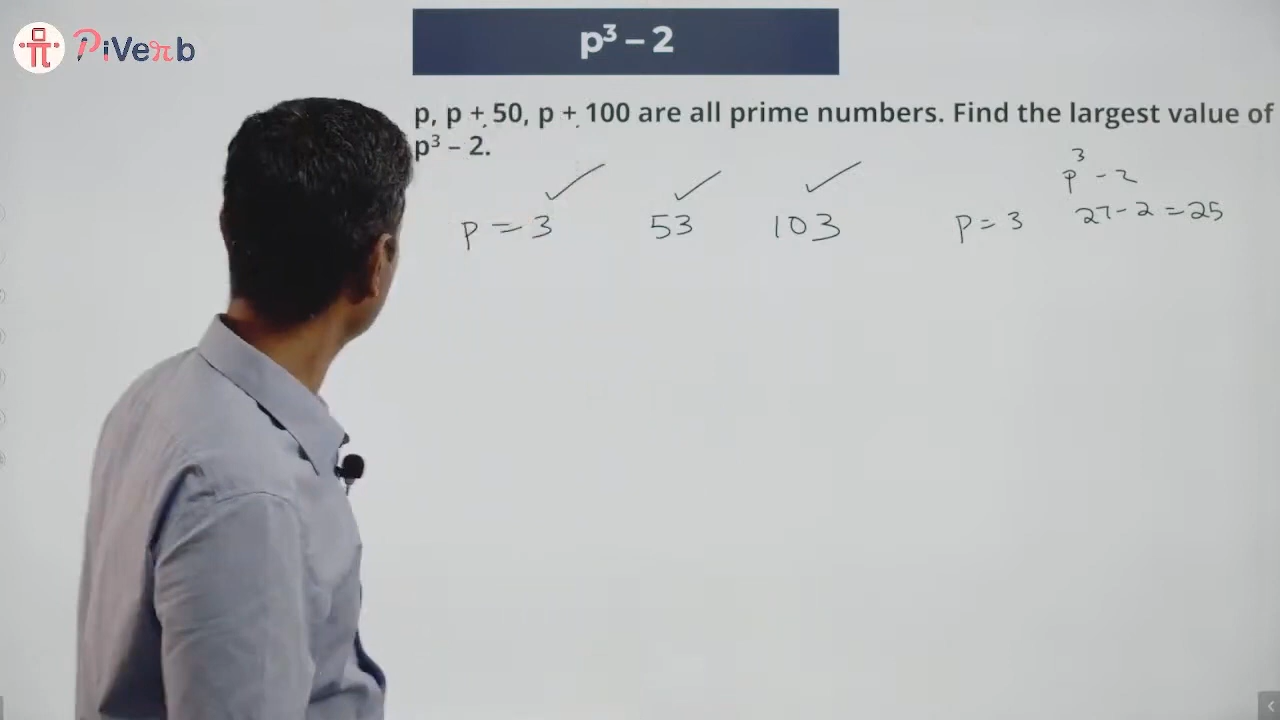 PiVerb
p³ – 2
p, p + 50, p + 100 are all prime numbers. Find the largest value of
p³ – 2.
p³ - 2
p = 3 53 103 p = 3 27 - 2 = 25